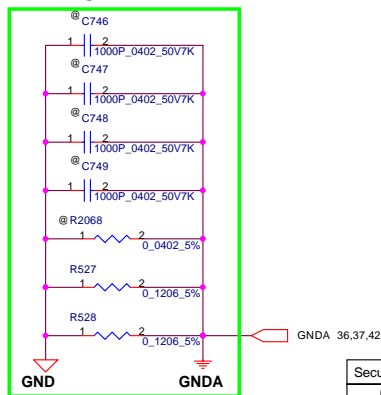 @
C746
1 2
1000P_0402_50V7K
@
C747
1 2
1000P_0402_50V7K
@
C748
1 2
1000P_0402_50V7K
@
C749
1 2
1000P_0402_50V7K
@ R2068
1 2
0_0402_5%
R527
1 2
0_1206_5%
R528
1 2
0_1206_5%
GNDA 36,37,42
GND GNDA
Secu